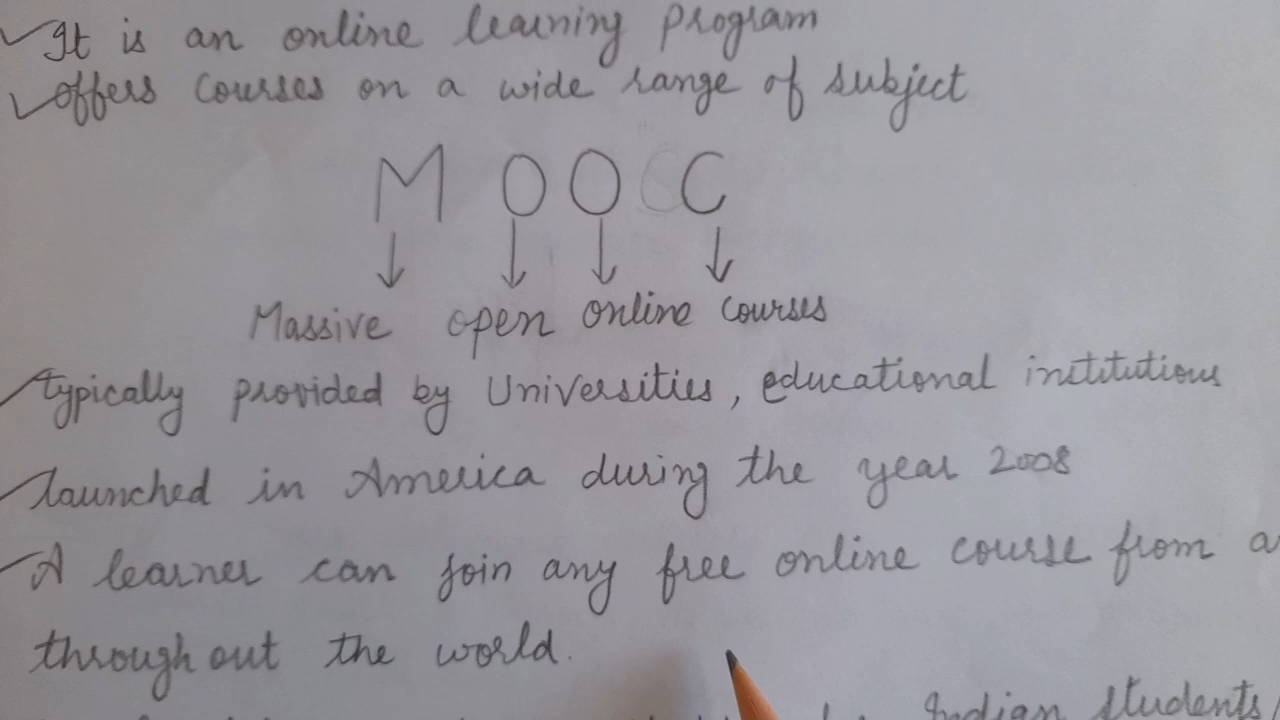 It is an online learning program
offers courses on a wide range of subject
M O O C
Massive open online courses
typically provided by Universities, educational institutions
launched in America during the year 2008
A learner can join any free online course from a
through out the world.
Indian students